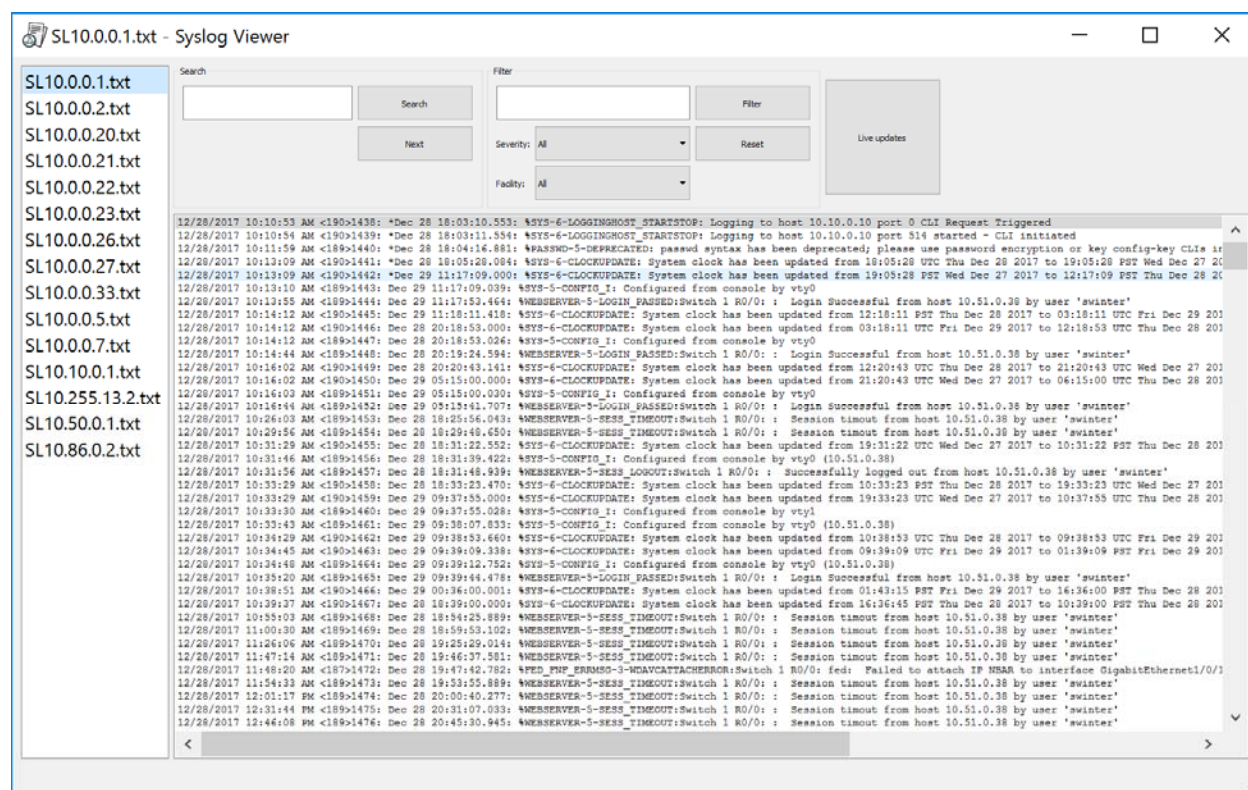 SL10.0.0.1.txt - Syslog Viewer
SL10.0.0.1.txt
SL10.0.0.2.txt
SL10.0.0.20.txt
SL10.0.0.21.txt
SL10.0.0.22.txt
SL10.0.0.23.txt
SL10.0.0.26.txt
SL10.0.0.27.txt
SL10.0.0.33.txt
SL10.0.0.5.txt
SL10.0.0.7.txt
SL10.10.0.1.txt
SL10.255.13.2.txt
SL10.50.0.1.txt
SL10.86.0.2.txt
Search
Search
Next
Filter
Filter
Severity: All
Reset
Facility: All
Live updates
12/28/2017 10:10:53 AM <190>1438: *Dec 28 18:03:10.553: %SYS-6-LOGGINGHOST_STARTSTOP: Logging to host 10.10.0.10 port 0 CLI Request Triggered
12/28/2017 10:10:54 AM <190>1439: *Dec 28 18:03:11.554: %SYS-6-LOGGINGHOST_STARTSTOP: Logging to host 10.10.0.10 port 514 started - CLI initiated
12/28/2017 10:11:59 AM <189>1440: *Dec 28 18:04:16.881: %PASSWD-5-DEPRECATED: passwd syntax has been deprecated; please use password encryption or key config-key CLIs in
12/28/2017 10:13:09 AM <190>1441: *Dec 28 18:05:28.084: %SYS-6-CLOCKUPDATE: System clock has been updated from 18:05:28 UTC Thu Dec 28 2017 to 19:05:28 PST Wed Dec 27 20
12/28/2017 10:13:09 AM <190>1442: *Dec 29 11:17:09.000: %SYS-6-CLOCKUPDATE: System clock has been updated from 19:05:28 PST Wed Dec 27 2017 to 12:17:09 PST Thu Dec 28 20
12/28/2017 10:13:10 AM <189>1443: Dec 29 11:17:09.039: %SYS-5-CONFIG_I: Configured from console by vty0
12/28/2017 10:13:55 AM <189>1444: Dec 29 11:17:53.464: %WEBSERVER-5-LOGIN_PASSED:Switch 1 R0/0: : Login Successful from host 10.51.0.38 by user 'swinter'
12/28/2017 10:14:12 AM <190>1445: Dec 29 11:18:11.418: %SYS-6-CLOCKUPDATE: System clock has been updated from 12:18:11 PST Thu Dec 28 2017 to 03:18:11 UTC Fri Dec 29 201
12/28/2017 10:14:12 AM <190>1446: Dec 28 20:18:53.000: %SYS-6-CLOCKUPDATE: System clock has been updated from 03:18:11 UTC Fri Dec 29 2017 to 12:18:53 UTC Thu Dec 28 201
12/28/2017 10:14:12 AM <189>1447: Dec 28 20:18:53.026: %SYS-5-CONFIG_I: Configured from console by vty0
12/28/2017 10:14:44 AM <189>1448: Dec 28 20:19:24.594: %WEBSERVER-5-LOGIN_PASSED:Switch 1 R0/0: : Login Successful from host 10.51.0.38 by user 'swinter'
12/28/2017 10:16:02 AM <190>1449: Dec 28 20:20:43.141: %SYS-6-CLOCKUPDATE: System clock has been updated from 12:20:43 UTC Thu Dec 28 2017 to 21:20:43 UTC Wed Dec 27 201
12/28/2017 10:16:02 AM <190>1450: Dec 29 05:15:00.000: %SYS-6-CLOCKUPDATE: System clock has been updated from 21:20:43 UTC Wed Dec 27 2017 to 06:15:00 UTC Thu Dec 28 201
12/28/2017 10:16:03 AM <189>1451: Dec 29 05:15:00.030: %SYS-5-CONFIG_I: Configured from console by vty0
12/28/2017 10:16:44 AM <189>1452: Dec 29 05:15:41.707: %WEBSERVER-5-LOGIN_PASSED:Switch 1 R0/0: : Login Successful from host 10.51.0.38 by user 'swinter'
12/28/2017 10:26:03 AM <189>1453: Dec 28 18:25:56.043: %WEBSERVER-5-SESS_TIMEOUT:Switch 1 R0/0: : Session timout from host 10.51.0.38 by user 'swinter'
12/28/2017 10:29:56 AM <189>1454: Dec 28 18:29:48.650: %WEBSERVER-5-SESS_TIMEOUT:Switch 1 R0/0: : Session timout from host 10.51.0.38 by user 'swinter'
12/28/2017 10:31:29 AM <190>1455: Dec 28 18:31:22.552: %SYS-6-CLOCKUPDATE: System clock has been updated from 19:31:22 UTC Wed Dec 27 2017 to 10:31:22 PST Thu Dec 28 201
12/28/2017 10:31:46 AM <189>1456: Dec 28 18:31:39.422: %SYS-5-CONFIG_I: Configured from console by vty0 (10.51.0.38)
12/28/2017 10:31:56 AM <189>1457: Dec 28 18:31:48.939: %WEBSERVER-5-SESS_LOGOUT:Switch 1 R0/0: : Successfully logged out from host 10.51.0.38 by user 'swinter'
12/28/2017 10:33:29 AM <190>1458: Dec 28 18:33:23.470: %SYS-6-CLOCKUPDATE: System clock has been updated from 10:33:23 PST Thu Dec 28 2017 to 19:33:23 UTC Wed Dec 27 201
12/28/2017 10:33:29 AM <190>1459: Dec 29 09:37:55.000: %SYS-6-CLOCKUPDATE: System clock has been updated from 19:33:23 UTC Wed Dec 27 2017 to 10:37:55 UTC Thu Dec 28 201
12/28/2017 10:33:30 AM <189>1460: Dec 29 09:37:55.028: %SYS-5-CONFIG_I: Configured from console by vty1
12/28/2017 10:33:43 AM <189>1461: Dec 29 09:38:07.833: %SYS-5-CONFIG_I: Configured from console by vty0 (10.51.0.38)
12/28/2017 10:34:29 AM <190>1462: Dec 29 09:38:53.660: %SYS-6-CLOCKUPDATE: System clock has been updated from 10:38:53 UTC Thu Dec 28 2017 to 09:38:53 UTC Fri Dec 29 201
12/28/2017 10:34:45 AM <190>1463: Dec 29 09:39:09.338: %SYS-6-CLOCKUPDATE: System clock has been updated from 09:39:09 UTC Fri Dec 29 2017 to 01:39:09 PST Fri Dec 29 201
12/28/2017 10:34:48 AM <189>1464: Dec 29 09:39:12.752: %SYS-5-CONFIG_I: Configured from console by vty0 (10.51.0.38)
12/28/2017 10:35:20 AM <189>1465: Dec 29 09:39:44.478: %WEBSERVER-5-LOGIN_PASSED:Switch 1 R0/0: : Login Successful from host 10.51.0.38 by user 'swinter'
12/28/2017 10:38:51 AM <190>1466: Dec 29 00:36:00.001: %SYS-6-CLOCKUPDATE: System clock has been updated from 01:43:15 PST Fri Dec 29 2017 to 16:36:00 PST Thu Dec 28 201
12/28/2017 10:39:37 AM <190>1467: Dec 28 18:39:00.000: %SYS-6-CLOCKUPDATE: System clock has been updated from 16:36:45 PST Thu Dec 28 2017 to 10:39:00 PST Thu Dec 28 201
12/28/2017 10:55:03 AM <189>1468: Dec 28 18:54:25.889: %WEBSERVER-5-SESS_TIMEOUT:Switch 1 R0/0: : Session timout from host 10.51.0.38 by user 'swinter'
12/28/2017 11:00:30 AM <189>1469: Dec 28 18:59:53.102: %WEBSERVER-5-SESS_TIMEOUT:Switch 1 R0/0: : Session timout from host 10.51.0.38 by user 'swinter'
12/28/2017 11:26:06 AM <189>1470: Dec 28 19:25:29.014: %WEBSERVER-5-SESS_TIMEOUT:Switch 1 R0/0: : Session timout from host 10.51.0.38 by user 'swinter'
12/28/2017 11:47:14 AM <189>1471: Dec 28 19:46:37.581: %WEBSERVER-5-SESS_TIMEOUT:Switch 1 R0/0: : Session timout from host 10.51.0.38 by user 'swinter'
12/28/2017 11:48:20 AM <187>1472: Dec 28 19:47:42.782: %FED_FNF_ERRMSG-3-WDAVCATTACHERROR:Switch 1 R0/0: fed: Failed to attach IP NBAR to interface GigabitEthernet1/0/1
12/28/2017 11:54:33 AM <189>1473: Dec 28 19:53:55.889: %WEBSERVER-5-SESS_TIMEOUT:Switch 1 R0/0: : Session timout from host 10.51.0.38 by user 'swinter'
12/28/2017 12:01:17 PM <189>1474: Dec 28 20:00:40.277: %WEBSERVER-5-SESS_TIMEOUT:Switch 1 R0/0: : Session timout from host 10.51.0.38 by user 'swinter'
12/28/2017 12:31:44 PM <189>1475: Dec 28 20:31:07.033: %WEBSERVER-5-SESS_TIMEOUT:Switch 1 R0/0: : Session timout from host 10.51.0.38 by user 'swinter'
12/28/2017 12:46:08 PM <189>1476: Dec 28 20:45:30.945: %WEBSERVER-5-SESS_TIMEOUT:Switch 1 R0/0: : Session timout from host 10.51.0.38 by user 'swinter'